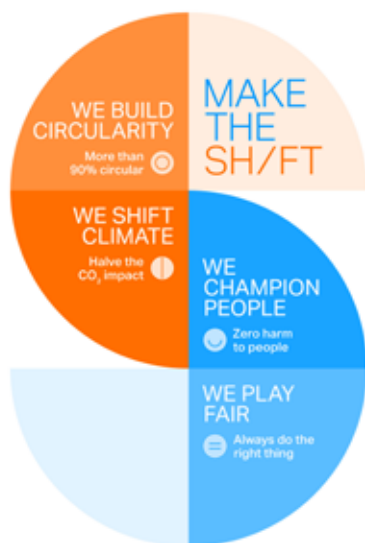 WE BUILD
CIRCULARITY
More than
90% circular
MAKE
THE
SH/FT
WE SHIFT
CLIMATE
Halve the
CO₂ impact
WE
CHAMPION
PEOPLE
Zero harm
to people
WE PLAY
FAIR
Always do the
right thing